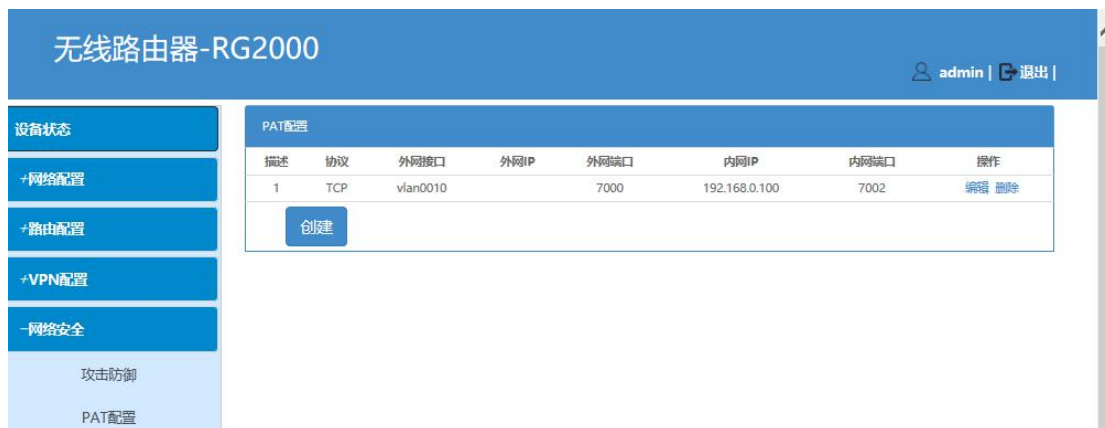 无线路由器-RG2000
admin | 退出 |
设备状态
+网络配置
+路由配置
+VPN配置
-网络安全
攻击防御
PAT配置
PAT配置
描述 协议 外网接口 外网IP 外网端口 内网IP 内网端口 操作
1 TCP vlan0010 7000 192.168.0.100 7002 编辑 删除
创建